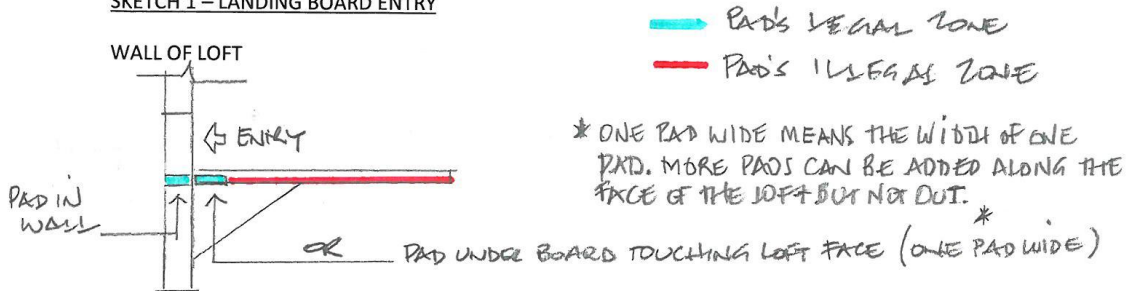 SKETCH 1 – LANDING BOARD ENTRY
PAD'S LEGAL ZONE
WALL OF LOFT
PAD'S ILLEGAL ZONE
ENTRY
* ONE PAD WIDE MEANS THE WIDTH OF ONE
PAD. MORE PADS CAN BE ADDED ALONG THE
FACE OF THE LOFT BUT NOT OUT.
PAD IN
WALL
OR
PAD UNDER BOARD TOUCHING LOFT FACE (ONE PAD WIDE) *